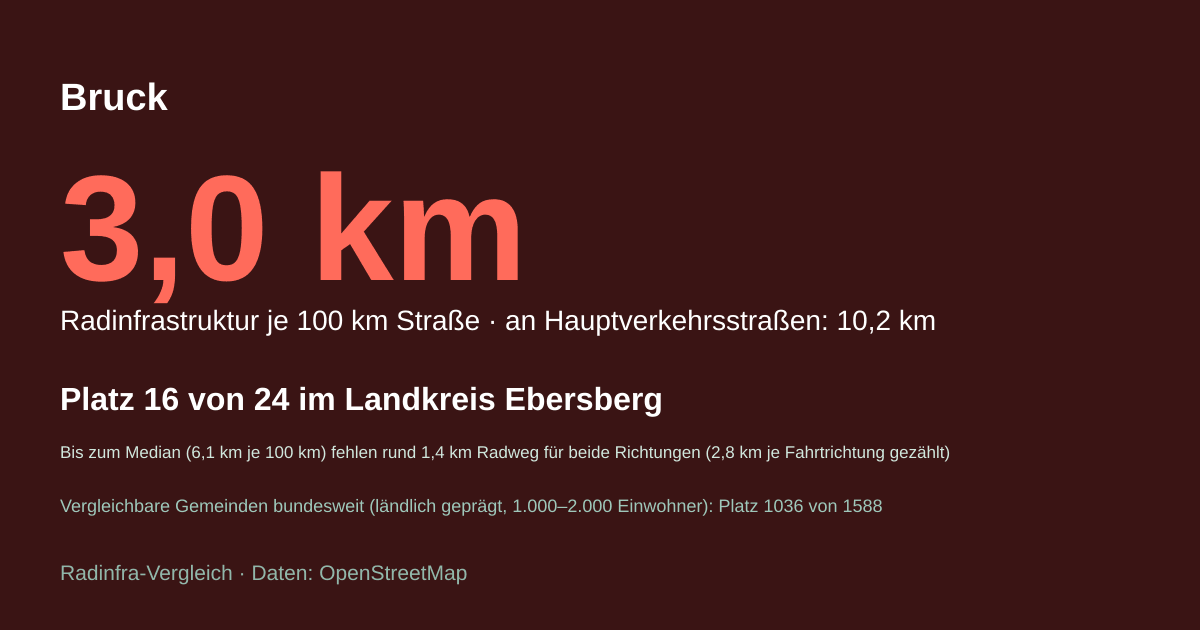 Bruck
3,0 km
Radinfrastruktur je 100 km Straße · an Hauptverkehrsstraßen: 10,2 km
Platz 16 von 24 im Landkreis Ebersberg
Bis zum Median (6,1 km je 100 km) fehlen rund 1,4 km Radweg für beide Richtungen (2,8 km je Fahrtrichtung gezählt)
Vergleichbare Gemeinden bundesweit (ländlich geprägt, 1.000–2.000 Einwohner): Platz 1036 von 1588
Radinfra-Vergleich · Daten: OpenStreetMap